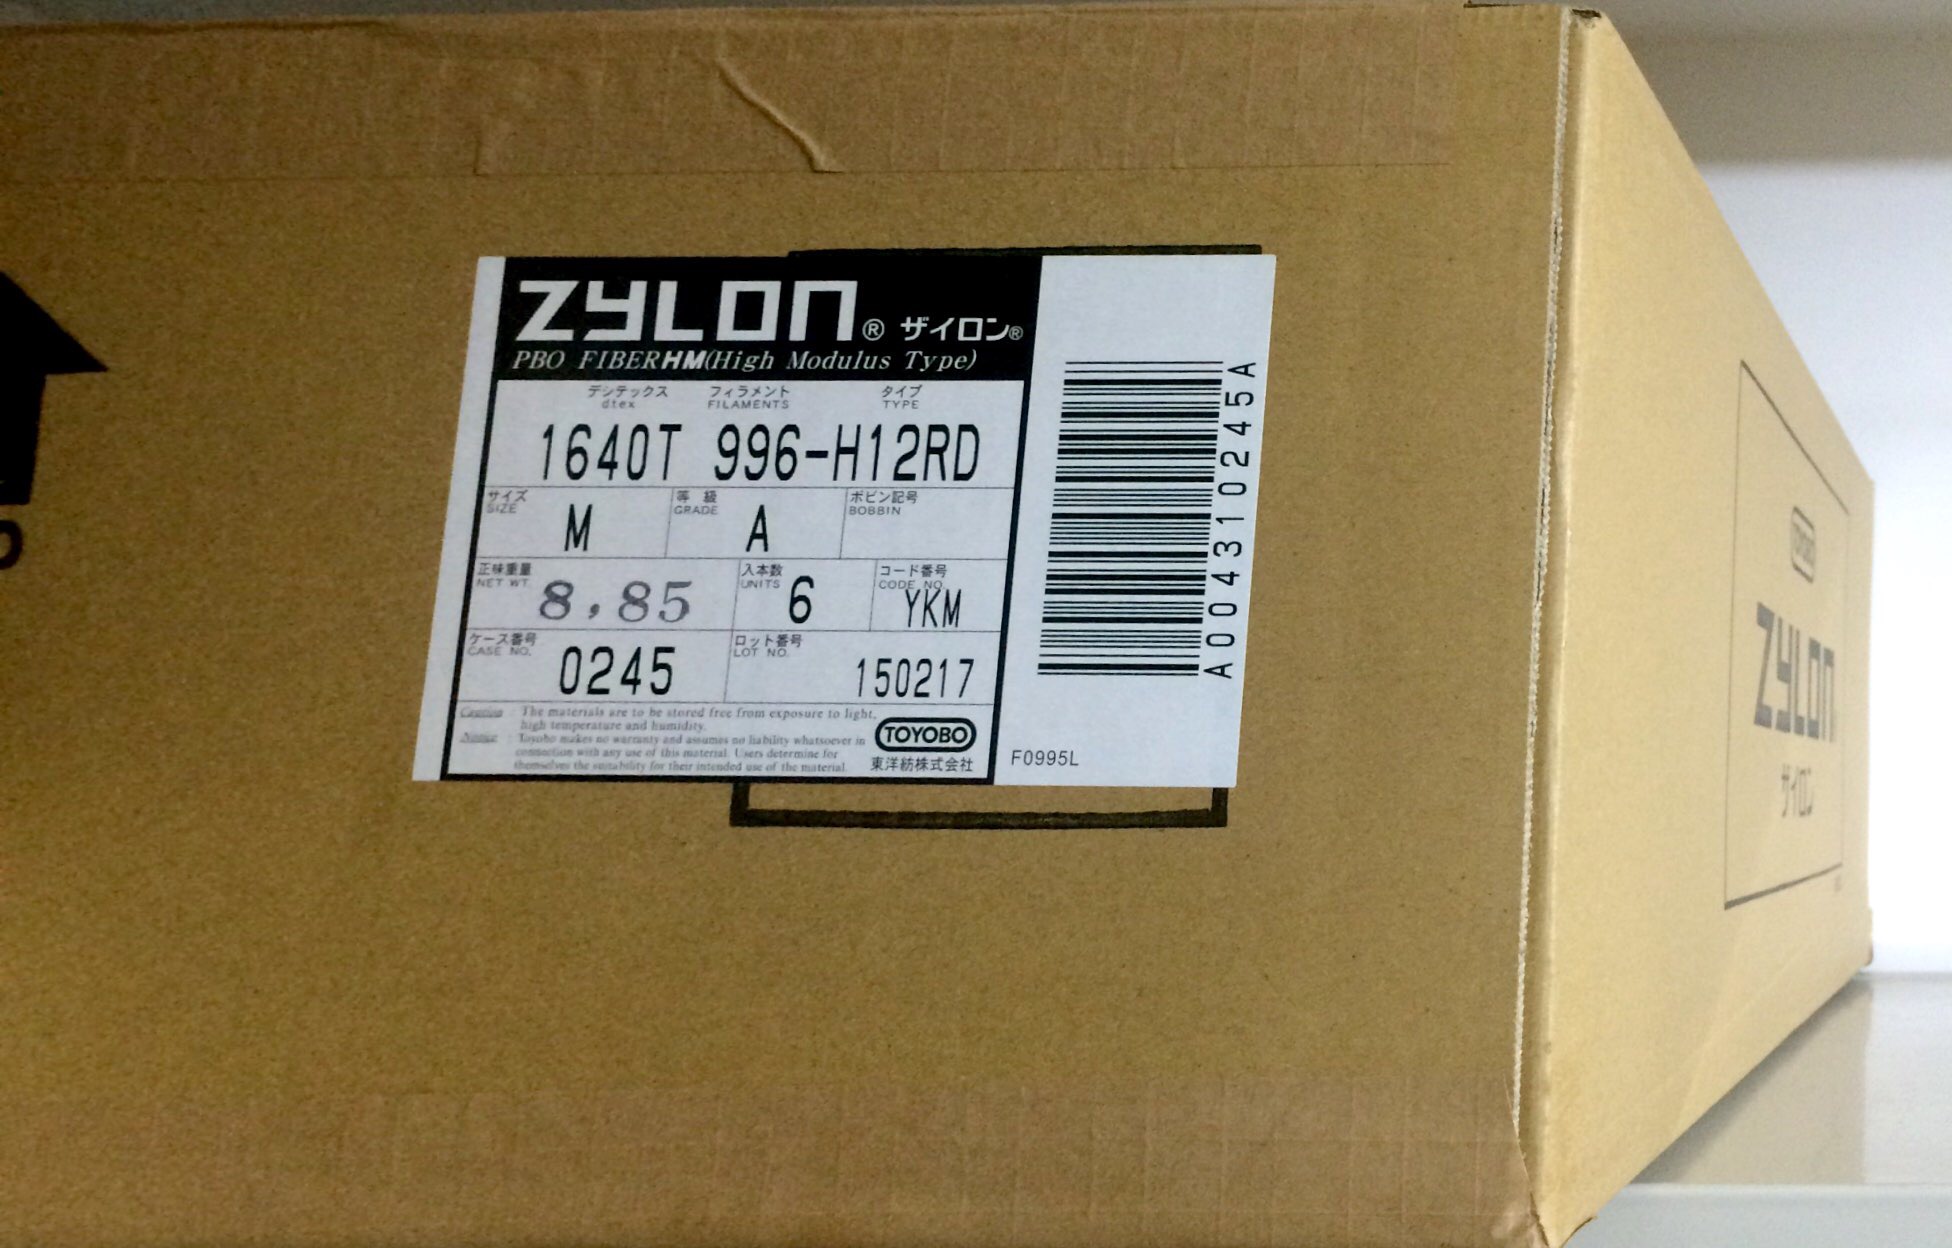 ZYLON® ザイロン®
PBO FIBER HM (High Modulus Type)
デシテックス フィラメント タイプ
dtex FILAMENTS TYPE
1640T 996-H12RD
サイズ 等 級 ボビン記号
SIZE GRADE BOBBIN
M A
正味重量 入本数 コード番号
NET WT. UNITS CODE NO.
8,85 6 YKM
ケース番号 ロット番号
CASE NO. LOT NO.
0245 150217
Caution : The materials are to be stored free from exposure to light,
high temperature and humidity.
Notice : Toyobo makes no warranty and assumes no liability whatsoever in
connection with any use of this material. Users determine for
themselves the suitability for their intended use of the material.
TOYOBO
東洋紡株式会社
A004310245A
F0995L
TOYOBO
ZYLON
ザイロン